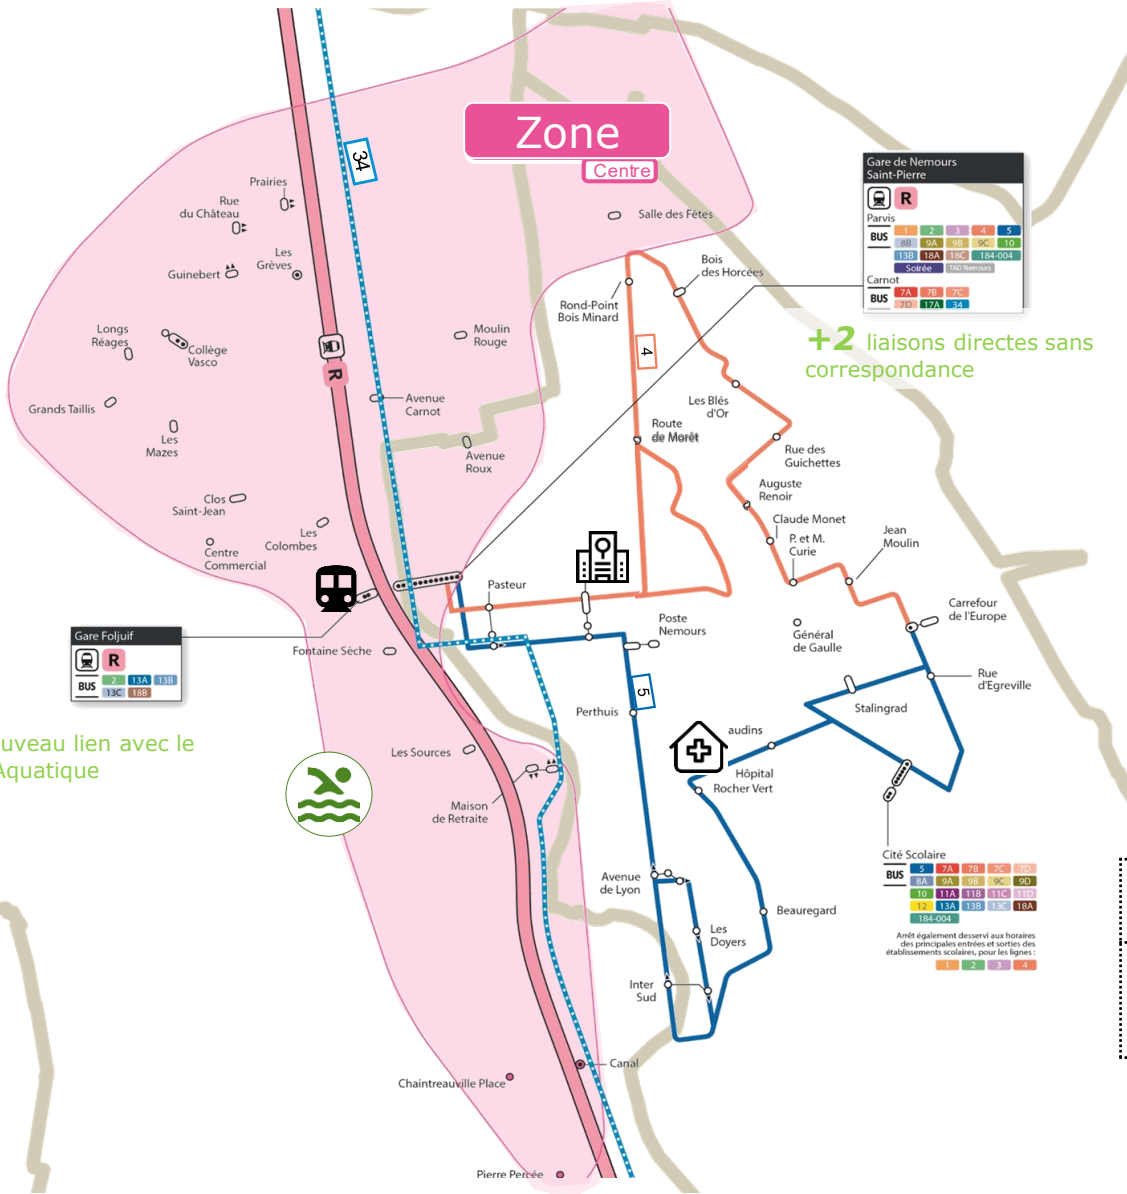 Zone
Centre
34
Prairies
Rue
du Château
Les
Grèves
Guinebert
Salle des Fêtes
Bois
des Horcées
Rond-Point
Bois Minard
Gare de Nemours
Saint-Pierre
R
Parvis
BUS
1 2 3 4 5
8B 9A 9B 9C 10
13B 18A 18C 184-004
Soirée TAD Nemours
Carnot
BUS
7A 7B 7C
7D 17A 34
+2 liaisons directes sans
correspondance
Longs
Réages
Collège
Vasco
Moulin
Rouge
R
4
Grands Taillis
Avenue
Carnot
Les Blés
d'Or
Les
Mazes
Avenue
Roux
Route
de Morêt
Rue des
Guichettes
Clos
Saint-Jean
Auguste
Renoir
Les
Colombes
Claude Monet
P. et M.
Curie
Jean
Moulin
Centre
Commercial
Pasteur
Carrefour
de l'Europe
Poste
Nemours
Général
de Gaulle
Gare Foljuif
R
BUS
2 13A 13B
13C 18B
Fontaine Sèche
Rue
d'Egreville
5
Perthuis
Stalingrad
audins
uveau lien avec le
Aquatique
Les Sources
Hôpital
Rocher Vert
Maison
de Retraite
Cité Scolaire
BUS
5 7A 7B 7C 7D
8A 9A 9B 9C 9D
10 11A 11B 11C 11D
12 13A 13B 13C 18A
184-004
Arrêt également desservi aux horaires
des principales entrées et sorties des
établissements scolaires, pour les lignes :
1 2 3 4
Avenue
de Lyon
Beauregard
Les
Doyers
Inter
Sud
Canal
Chaintreauville Place
Pierre Percée